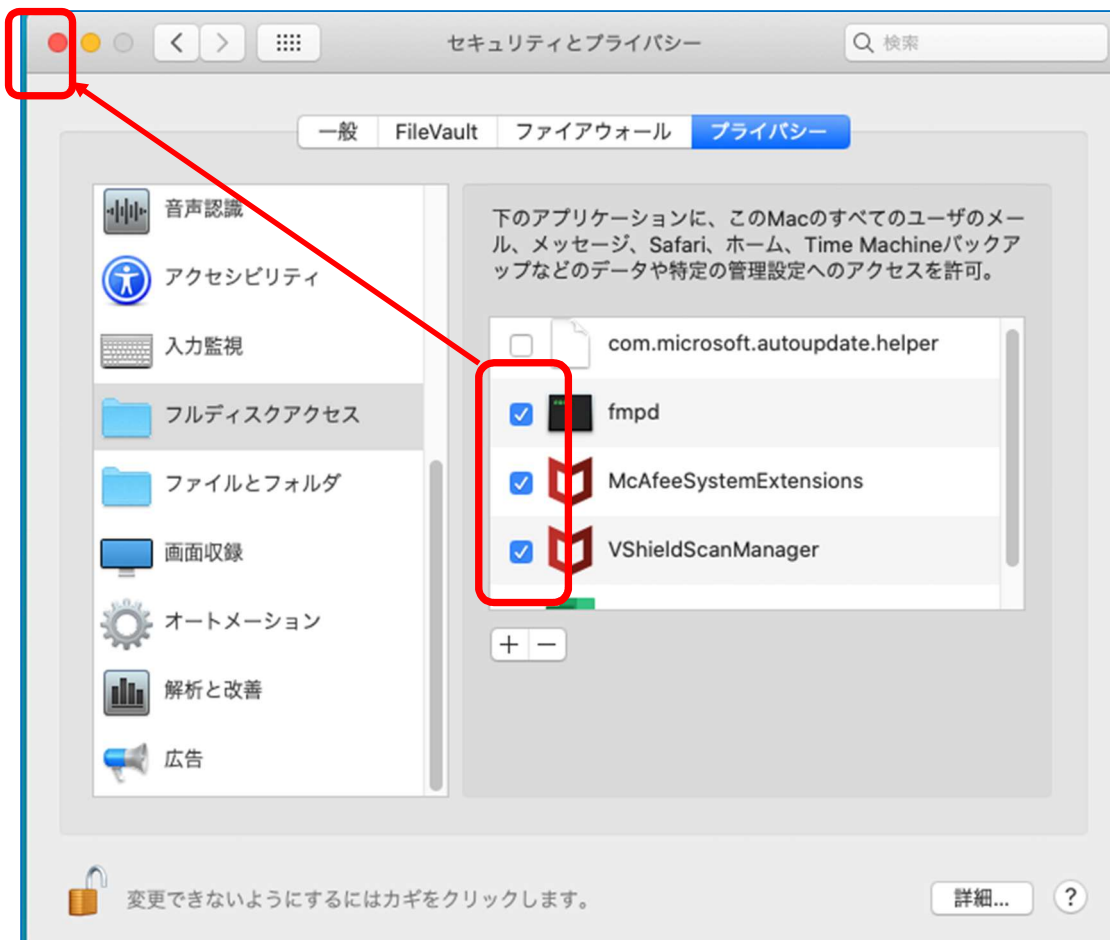 セキュリティとプライバシー
検索
一般
FileVault
ファイアウォール
プライバシー
音声認識
アクセシビリティ
入力監視
フルディスクアクセス
ファイルとフォルダ
画面収録
オートメーション
解析と改善
広告
下のアプリケーションに、このMacのすべてのユーザのメー
ル、メッセージ、Safari、ホーム、Time Machineバックア
ップなどのデータや特定の管理設定へのアクセスを許可。
com.microsoft.autoupdate.helper
fmpd
McAfeeSystemExtensions
VShieldScanManager
変更できないようにするにはカギをクリックします。
詳細...
?